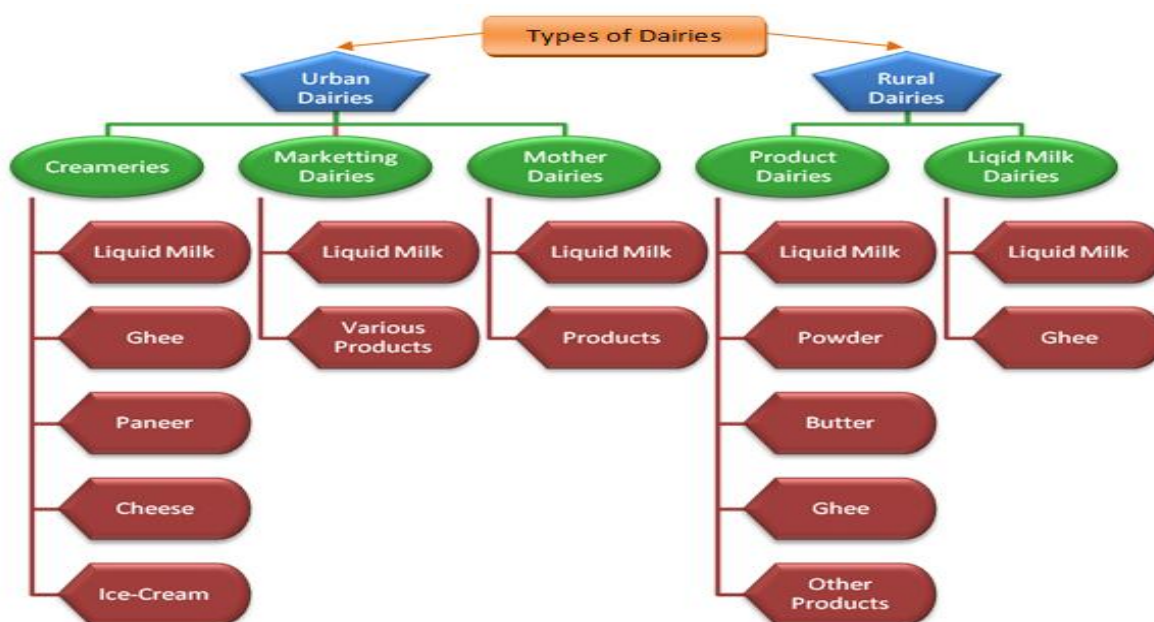 Types of Dairies
Urban
Dairies
Rural
Dairies
Creameries
Marketting
Dairies
Mother
Dairies
Product
Dairies
Liqid Milk
Dairies
Liquid Milk
Ghee
Paneer
Cheese
Ice-Cream
Liquid Milk
Various
Products
Liquid Milk
Products
Liquid Milk
Powder
Butter
Ghee
Other
Products
Liquid Milk
Ghee